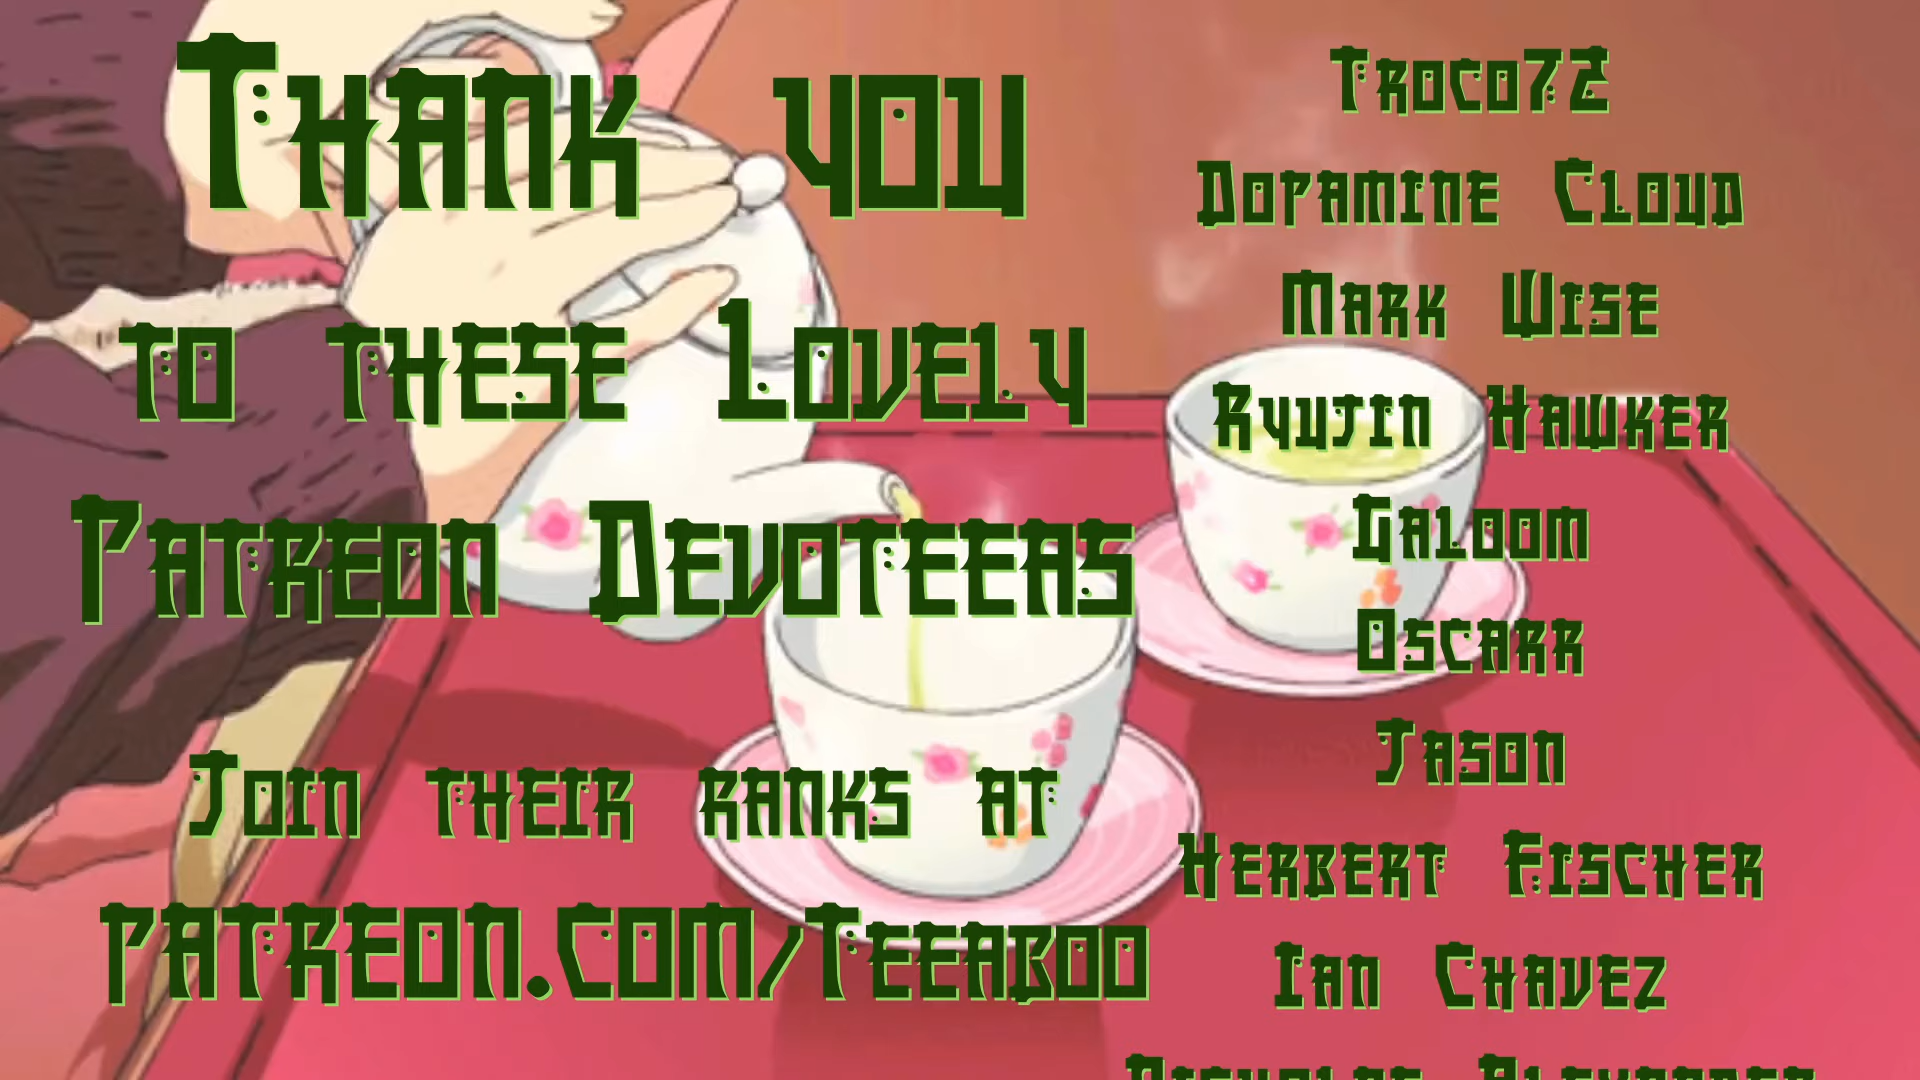 Thank you
to these Lovely
Patreon Devoteeas
Join their ranks at
patreon.com/Teeaboo
Troco72
Dopamine Cloud
Mark Wise
Ryujin Hawker
Galoom
Oscarr
Jason
Herbert Fischer
Ian Chavez